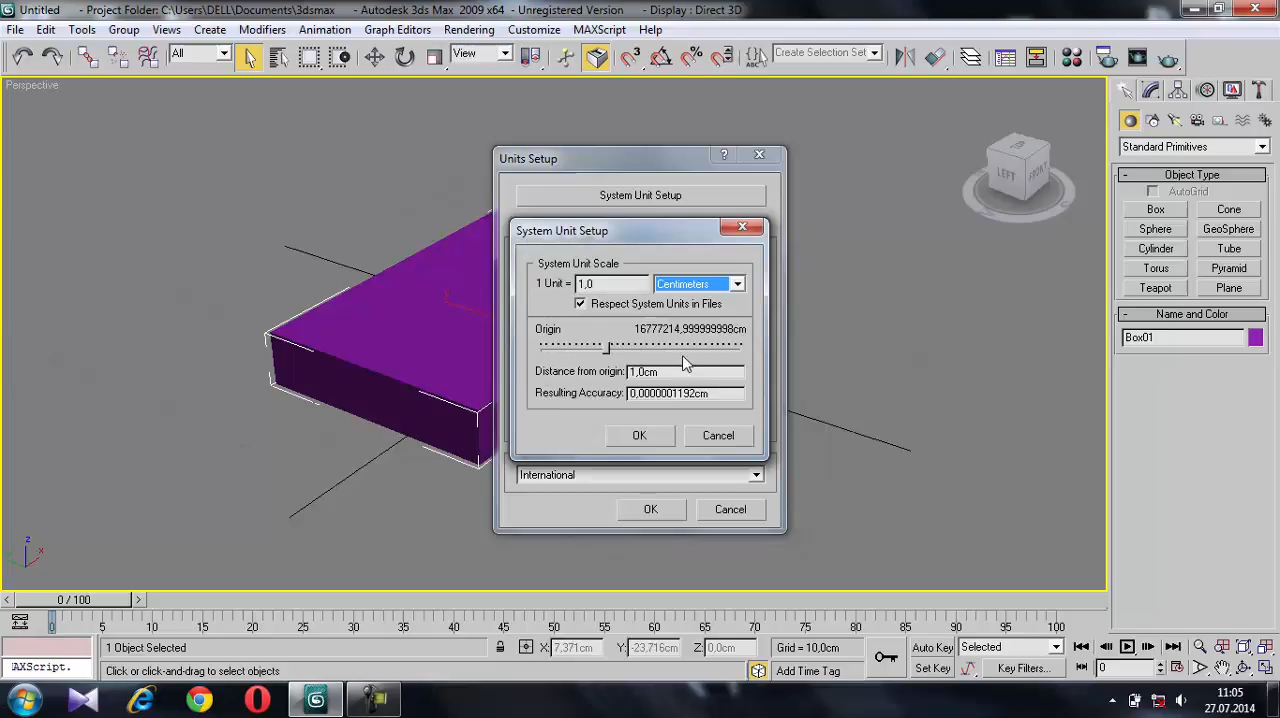 Untitled - Project Folder: C:\Users\DELL\Documents\3dsmax - Autodesk 3ds Max 2009 x64 - Unregistered Version - Display : Direct 3D
File Edit Tools Group Views Create Modifiers Animation Graph Editors Rendering Customize MAXScript Help
All View Create Selection Set
Perspective
LEFT FRONT
Standard Primitives
- Object Type
AutoGrid
Box Cone
Sphere GeoSphere
Cylinder Tube
Torus Pyramid
Teapot Plane
- Name and Color
Box01
Units Setup
System Unit Setup
System Unit Setup
System Unit Scale
1 Unit = 1,0 Centimeters
Respect System Units in Files
Origin 16777214,999999998cm
Distance from origin: 1,0cm
Resulting Accuracy: 0,0000001192cm
OK Cancel
International
OK Cancel
z
x
< 0 / 100 >
0 5 10 15 20 25 30 35 40 45 50 55 60 65 70 75 80 85 90 95 100
1 Object Selected X: 7,371cm Y: -23,716cm Z: 0,0cm Grid = 10,0cm Auto Key Selected
AXScript. Click or click-and-drag to select objects Add Time Tag Set Key Key Filters... 0
11:05
27.07.2014